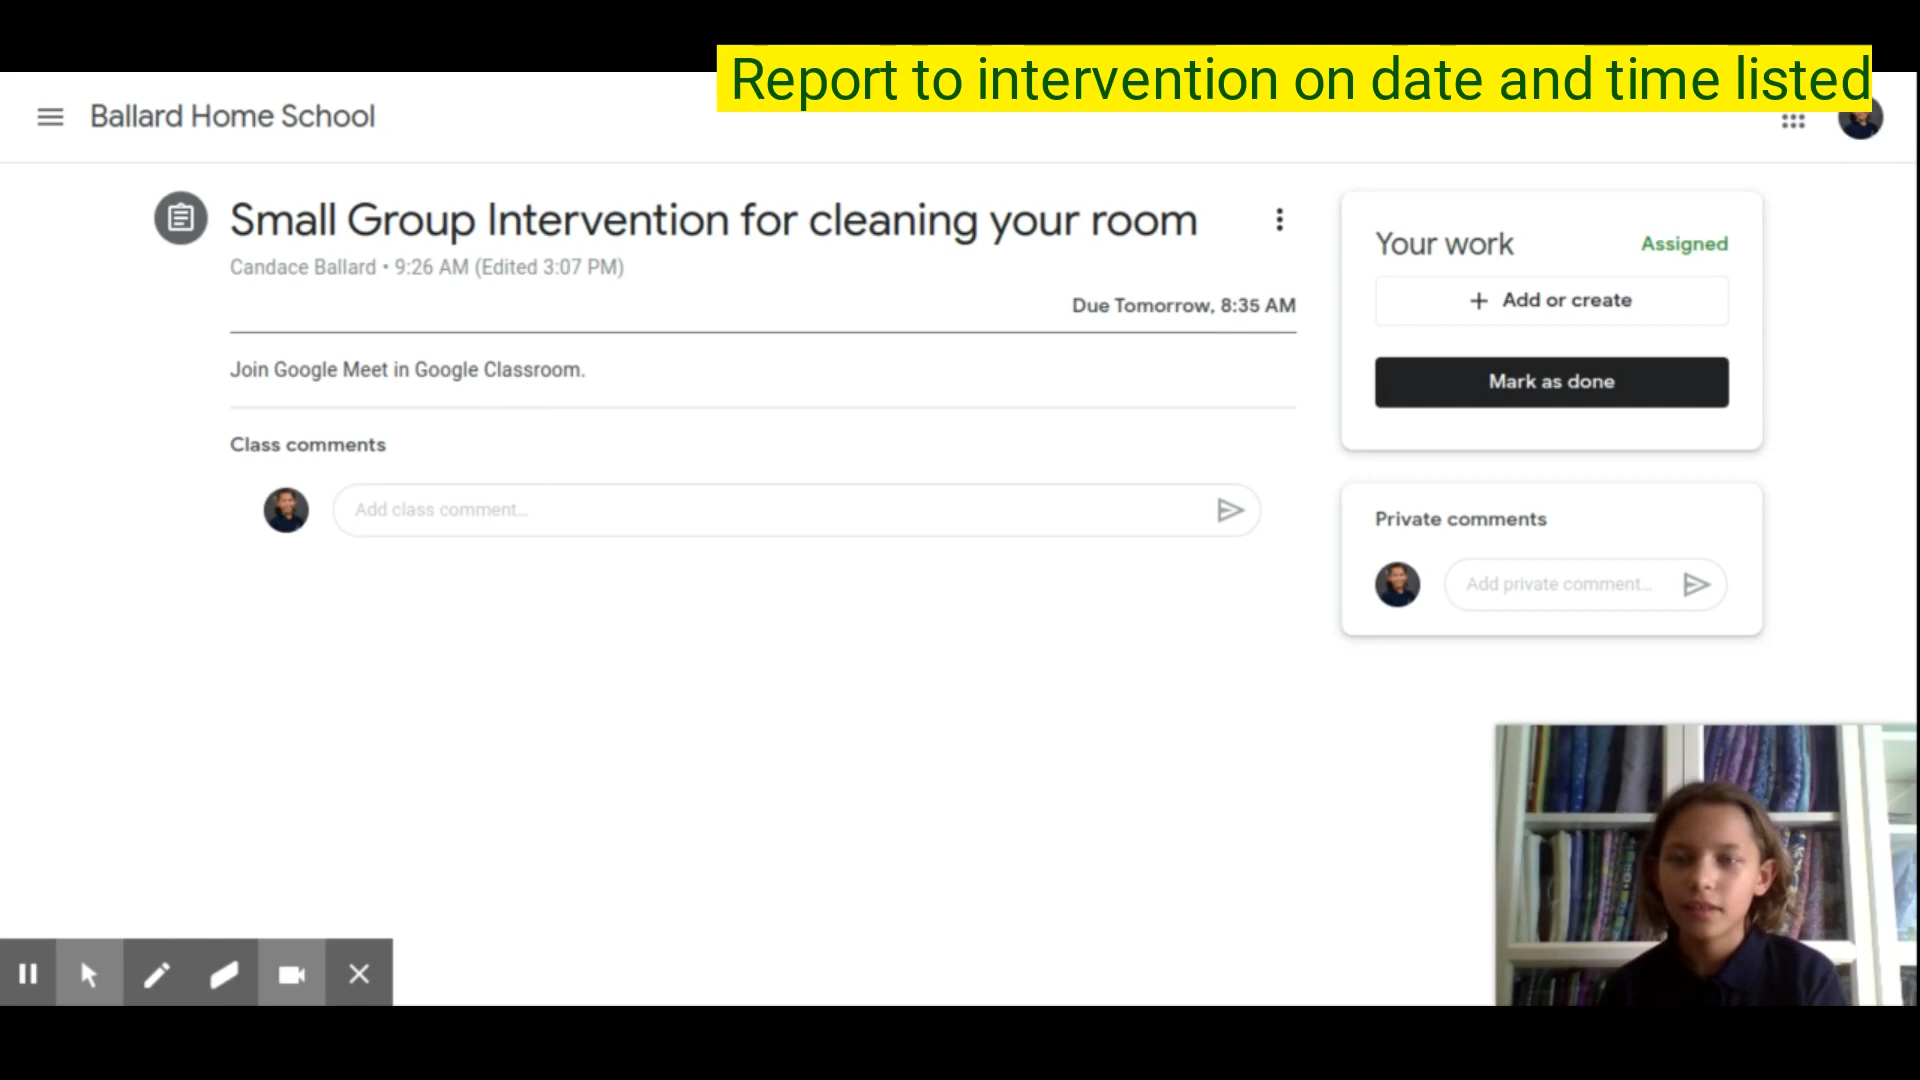 Report to intervention on date and time listed
Ballard Home School
Small Group Intervention for cleaning your room
Candace Ballard • 9:26 AM (Edited 3:07 PM)
Due Tomorrow, 8:35 AM
Join Google Meet in Google Classroom.
Class comments
Add class comment...
Your work
Assigned
+ Add or create
Mark as done
Private comments
Add private comment...